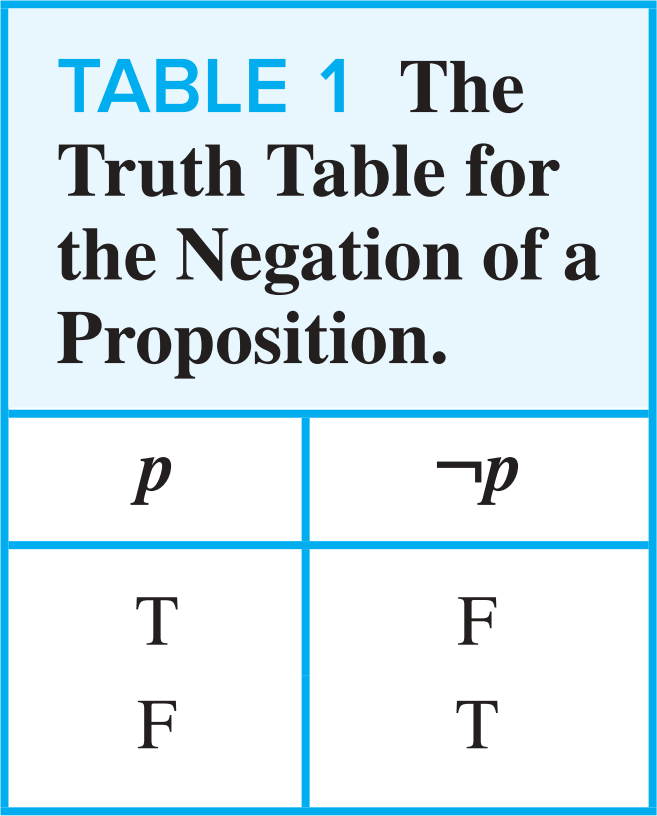 TABLE 1 The
Truth Table for
the Negation of a
Proposition.
p ¬p
T F
F T